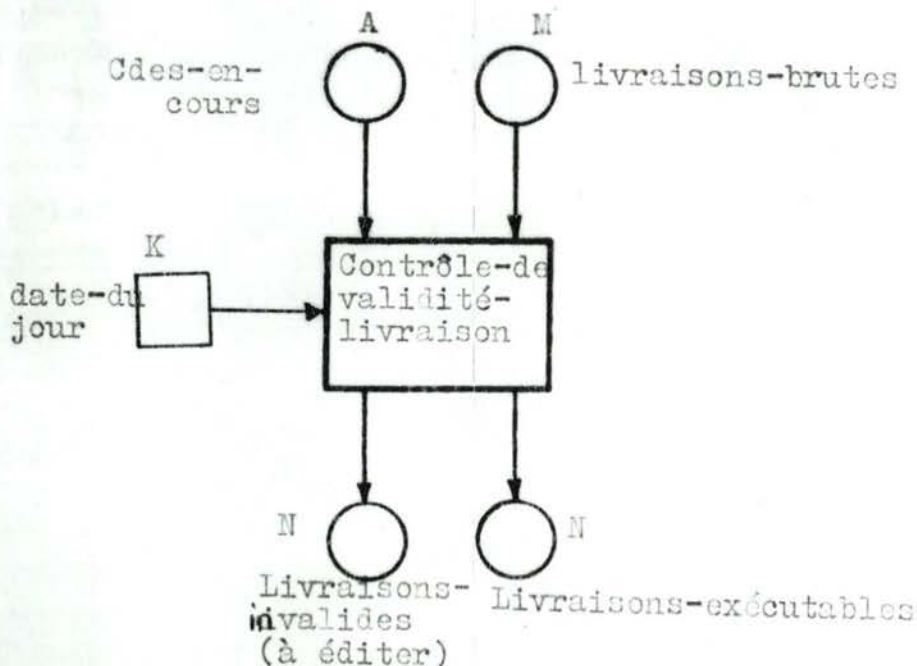 A
M
Cdes-en-
cours
livraisons-brutes
K
date-du
jour
Contrôle-de
validité-
livraison
N
Livraisons-
invalides
(à éditer)
N
Livraisons-exécutables